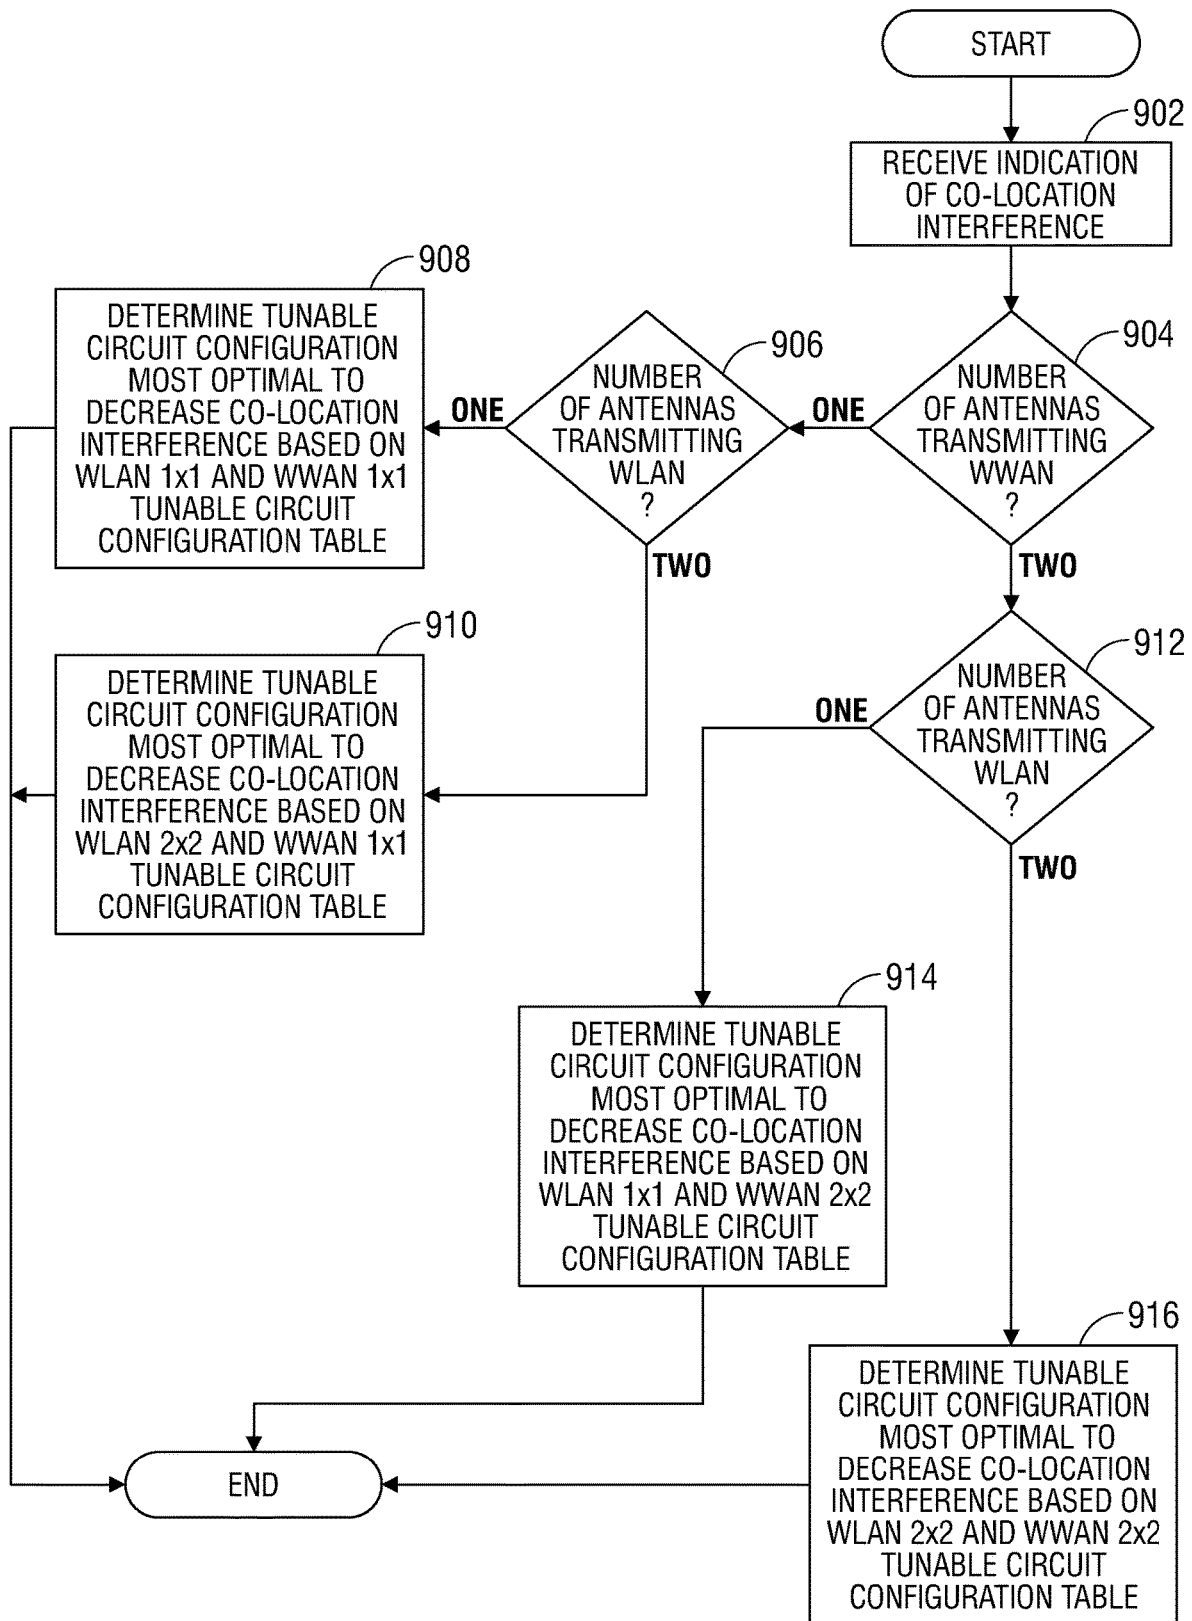 START
902
RECEIVE INDICATION
OF CO-LOCATION
INTERFERENCE
904
NUMBER
OF ANTENNAS
TRANSMITTING
WWAN
?
ONE
TWO
906
NUMBER
OF ANTENNAS
TRANSMITTING
WLAN
?
ONE
TWO
908
DETERMINE TUNABLE
CIRCUIT CONFIGURATION
MOST OPTIMAL TO
DECREASE CO-LOCATION
INTERFERENCE BASED ON
WLAN 1x1 AND WWAN 1x1
TUNABLE CIRCUIT
CONFIGURATION TABLE
910
DETERMINE TUNABLE
CIRCUIT CONFIGURATION
MOST OPTIMAL TO
DECREASE CO-LOCATION
INTERFERENCE BASED ON
WLAN 2x2 AND WWAN 1x1
TUNABLE CIRCUIT
CONFIGURATION TABLE
912
NUMBER
OF ANTENNAS
TRANSMITTING
WLAN
?
ONE
TWO
914
DETERMINE TUNABLE
CIRCUIT CONFIGURATION
MOST OPTIMAL TO
DECREASE CO-LOCATION
INTERFERENCE BASED ON
WLAN 1x1 AND WWAN 2x2
TUNABLE CIRCUIT
CONFIGURATION TABLE
916
DETERMINE TUNABLE
CIRCUIT CONFIGURATION
MOST OPTIMAL TO
DECREASE CO-LOCATION
INTERFERENCE BASED ON
WLAN 2x2 AND WWAN 2x2
TUNABLE CIRCUIT
CONFIGURATION TABLE
END